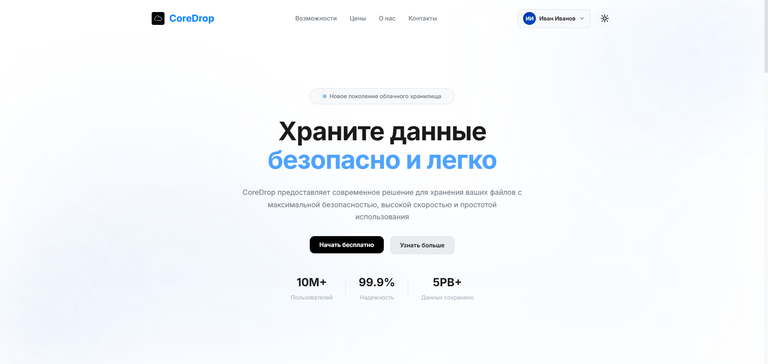 CoreDrop
Возможности Цены О нас Контакты
ИИ Иван Иванов
Новое поколение облачного хранилища
Храните данные
безопасно и легко
CoreDrop предоставляет современное решение для хранения ваших файлов с
максимальной безопасностью, высокой скоростью и простотой
использования
Начать бесплатно Узнать больше
10M+ 99.9% 5PB+
Пользователей Надежность Данных сохранено